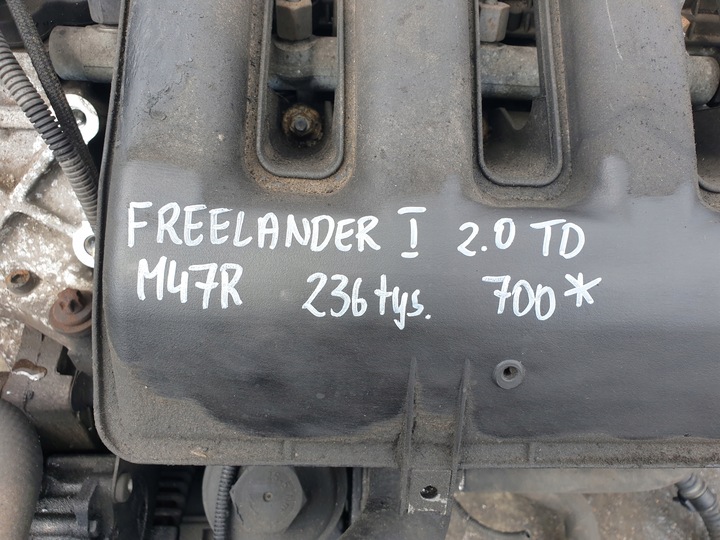 FREELANDER I 2.0 TD
M47R 236 tys. 700*